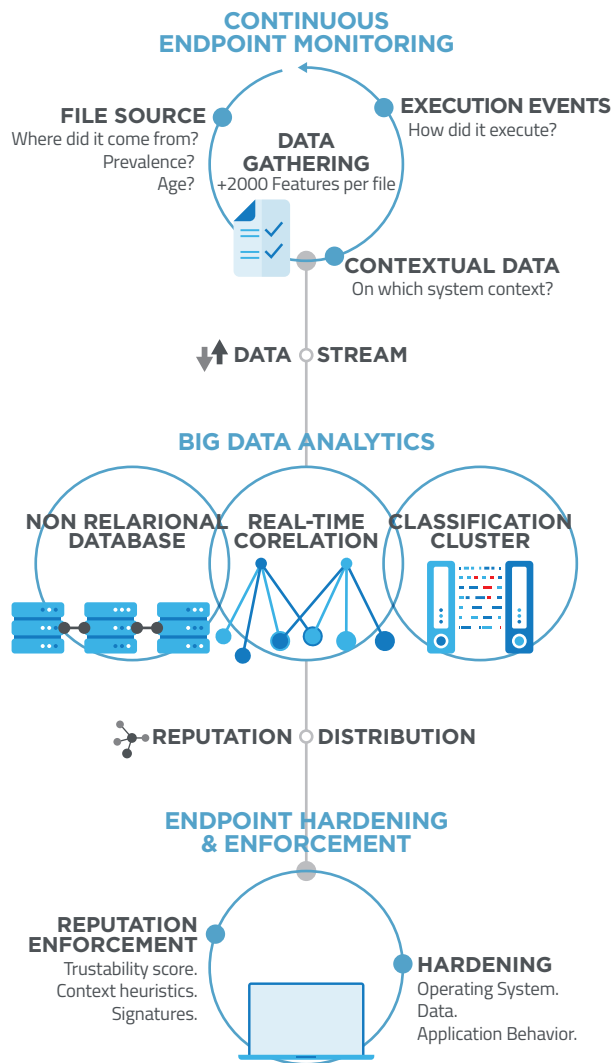 CONTINUOUS
ENDPOINT MONITORING
FILE SOURCE
Where did it come from?
Prevalence?
Age?
EXECUTION EVENTS
How did it execute?
DATA
GATHERING
+2000 Features per file
CONTEXTUAL DATA
On which system context?
DATA STREAM
BIG DATA ANALYTICS
NON RELARIONAL
DATABASE
REAL-TIME
CORELATION
CLASSIFICATION
CLUSTER
REPUTATION DISTRIBUTION
ENDPOINT HARDENING
& ENFORCEMENT
REPUTATION
ENFORCEMENT
Trustability score.
Context heuristics.
Signatures.
HARDENING
Operating System.
Data.
Application Behavior.